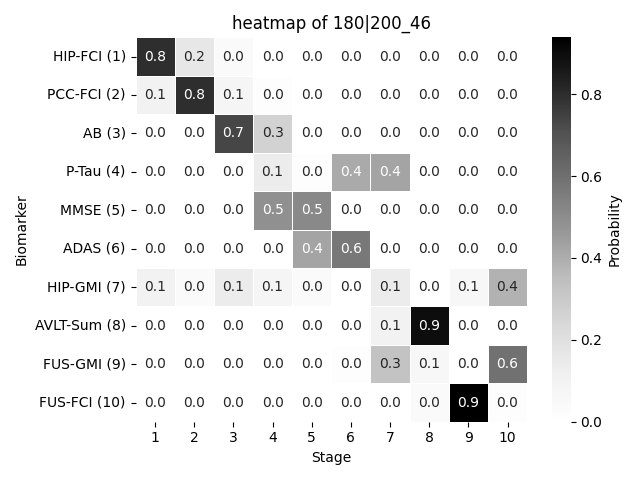 heatmap of 180|200_46
HIP-FCI (1) 0.8 0.2 0.0 0.0 0.0 0.0 0.0 0.0 0.0 0.0
PCC-FCI (2) 0.1 0.8 0.1 0.0 0.0 0.0 0.0 0.0 0.0 0.0
AB (3) 0.0 0.0 0.7 0.3 0.0 0.0 0.0 0.0 0.0 0.0
P-Tau (4) 0.0 0.0 0.0 0.1 0.0 0.4 0.4 0.0 0.0 0.0
MMSE (5) 0.0 0.0 0.0 0.5 0.5 0.0 0.0 0.0 0.0 0.0
ADAS (6) 0.0 0.0 0.0 0.0 0.4 0.6 0.0 0.0 0.0 0.0
HIP-GMI (7) 0.1 0.0 0.1 0.1 0.0 0.0 0.1 0.0 0.1 0.4
AVLT-Sum (8) 0.0 0.0 0.0 0.0 0.0 0.0 0.1 0.9 0.0 0.0
FUS-GMI (9) 0.0 0.0 0.0 0.0 0.0 0.0 0.3 0.1 0.0 0.6
FUS-FCI (10) 0.0 0.0 0.0 0.0 0.0 0.0 0.0 0.0 0.9 0.0
1 2 3 4 5 6 7 8 9 10
Stage
Biomarker
0.8
0.6
0.4
0.2
0.0
Probability